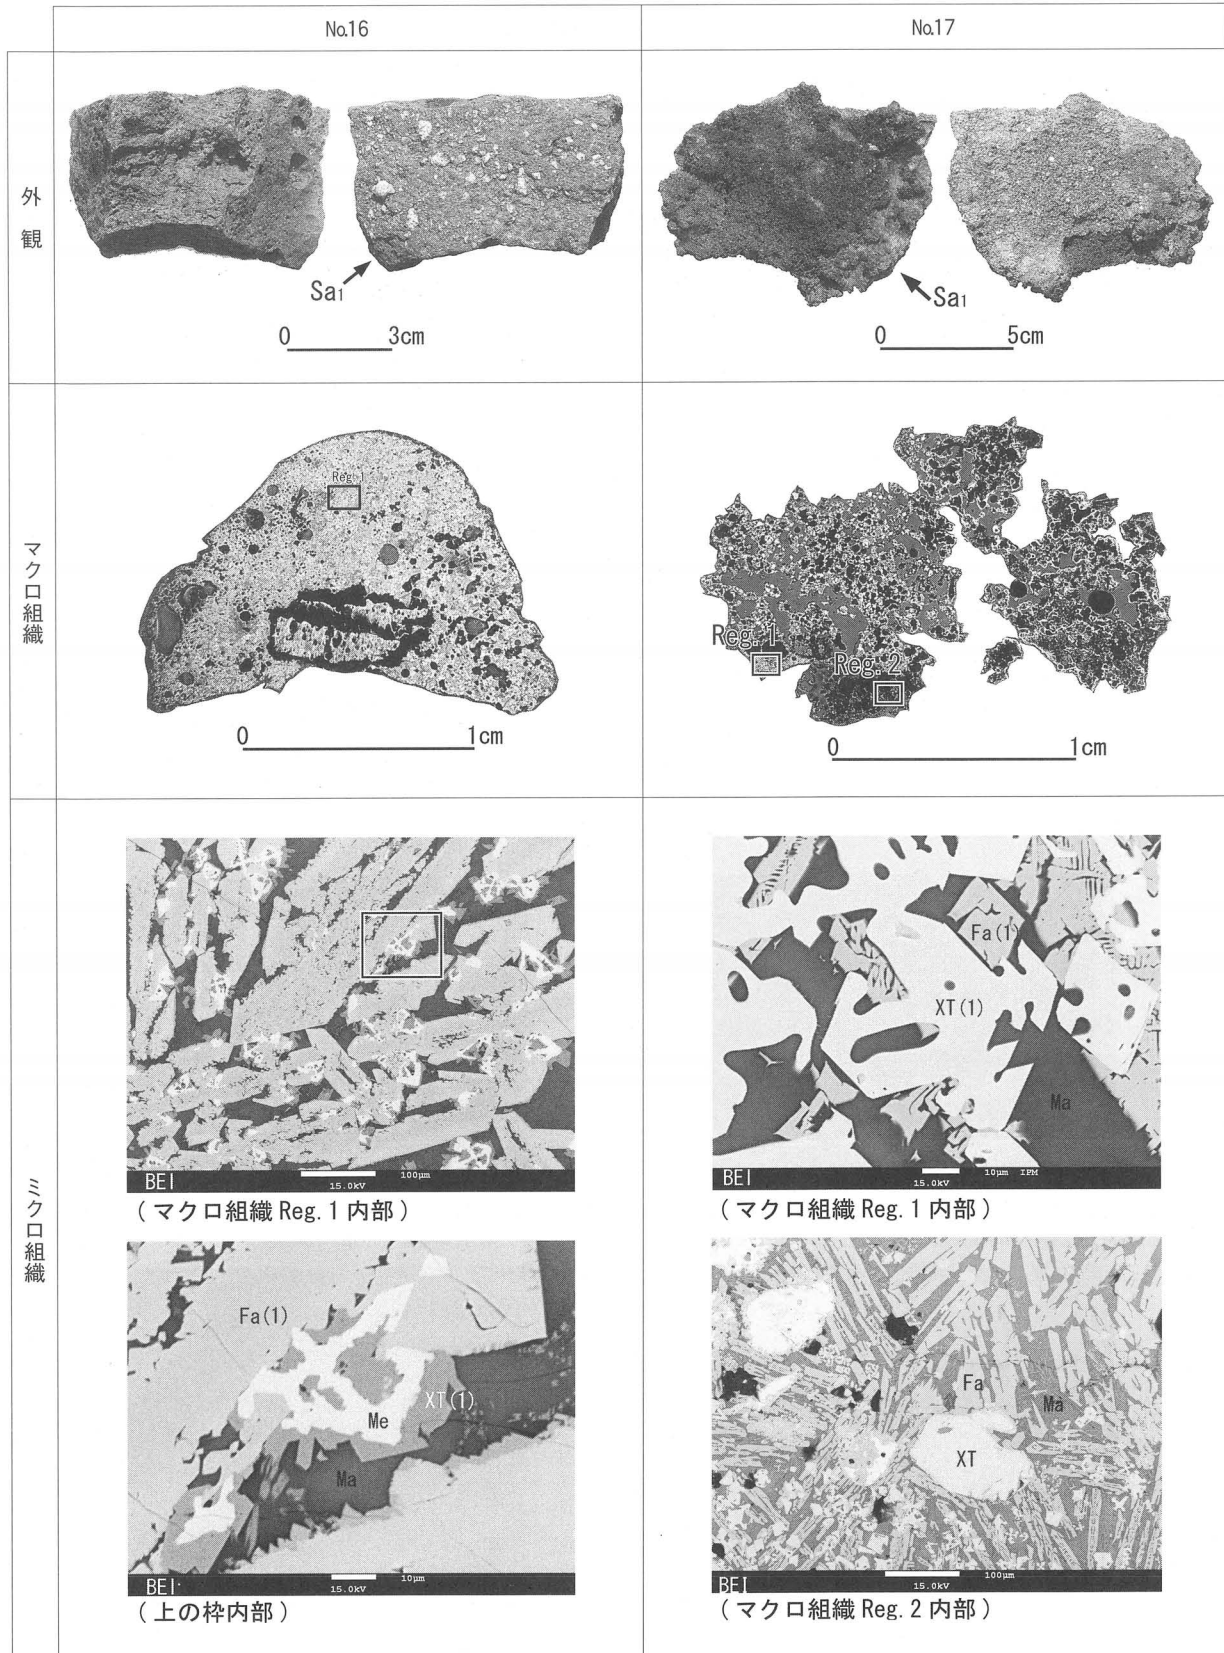 No.16
No.17
外観
Sa1
0 3cm
Sa1
0 5cm
マクロ組織
Reg. 1
0 1cm
Reg. 1
Reg. 2
0 1cm
ミクロ組織
BEI 15.0kV 100μm
(マクロ組織 Reg. 1 内部)
Fa(1)
XT(1)
Ma
BEI 15.0kV 10μm IPM
(マクロ組織 Reg. 1 内部)
Fa(1)
XT(1)
Me
Ma
BEI 15.0kV 10μm
(上の枠内部)
Fa
Ma
XT
BEI 15.0kV 100μm
(マクロ組織 Reg. 2 内部)